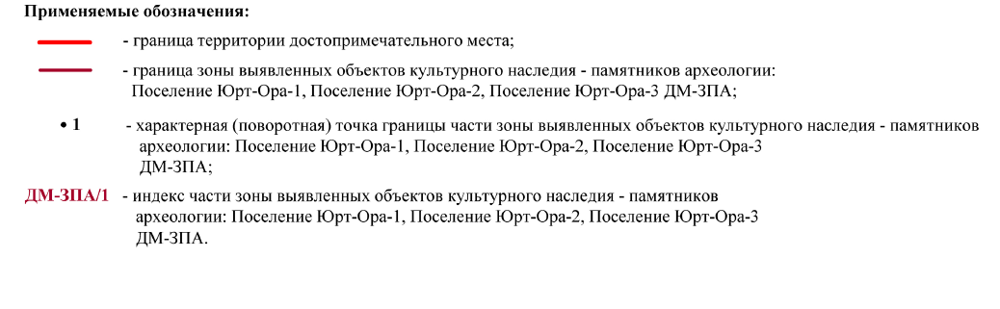 Применяемые обозначения:
- граница территории достопримечательного места;
- граница зоны выявленных объектов культурного наследия - памятников археологии:
Поселение Юрт-Ора-1, Поселение Юрт-Ора-2, Поселение Юрт-Ора-3 ДМ-ЗПА;
• 1 - характерная (поворотная) точка границы части зоны выявленных объектов культурного наследия - памятников
археологии: Поселение Юрт-Ора-1, Поселение Юрт-Ора-2, Поселение Юрт-Ора-3
ДМ-ЗПА;
ДМ-ЗПА/1 - индекс части зоны выявленных объектов культурного наследия - памятников
археологии: Поселение Юрт-Ора-1, Поселение Юрт-Ора-2, Поселение Юрт-Ора-3
ДМ-ЗПА.